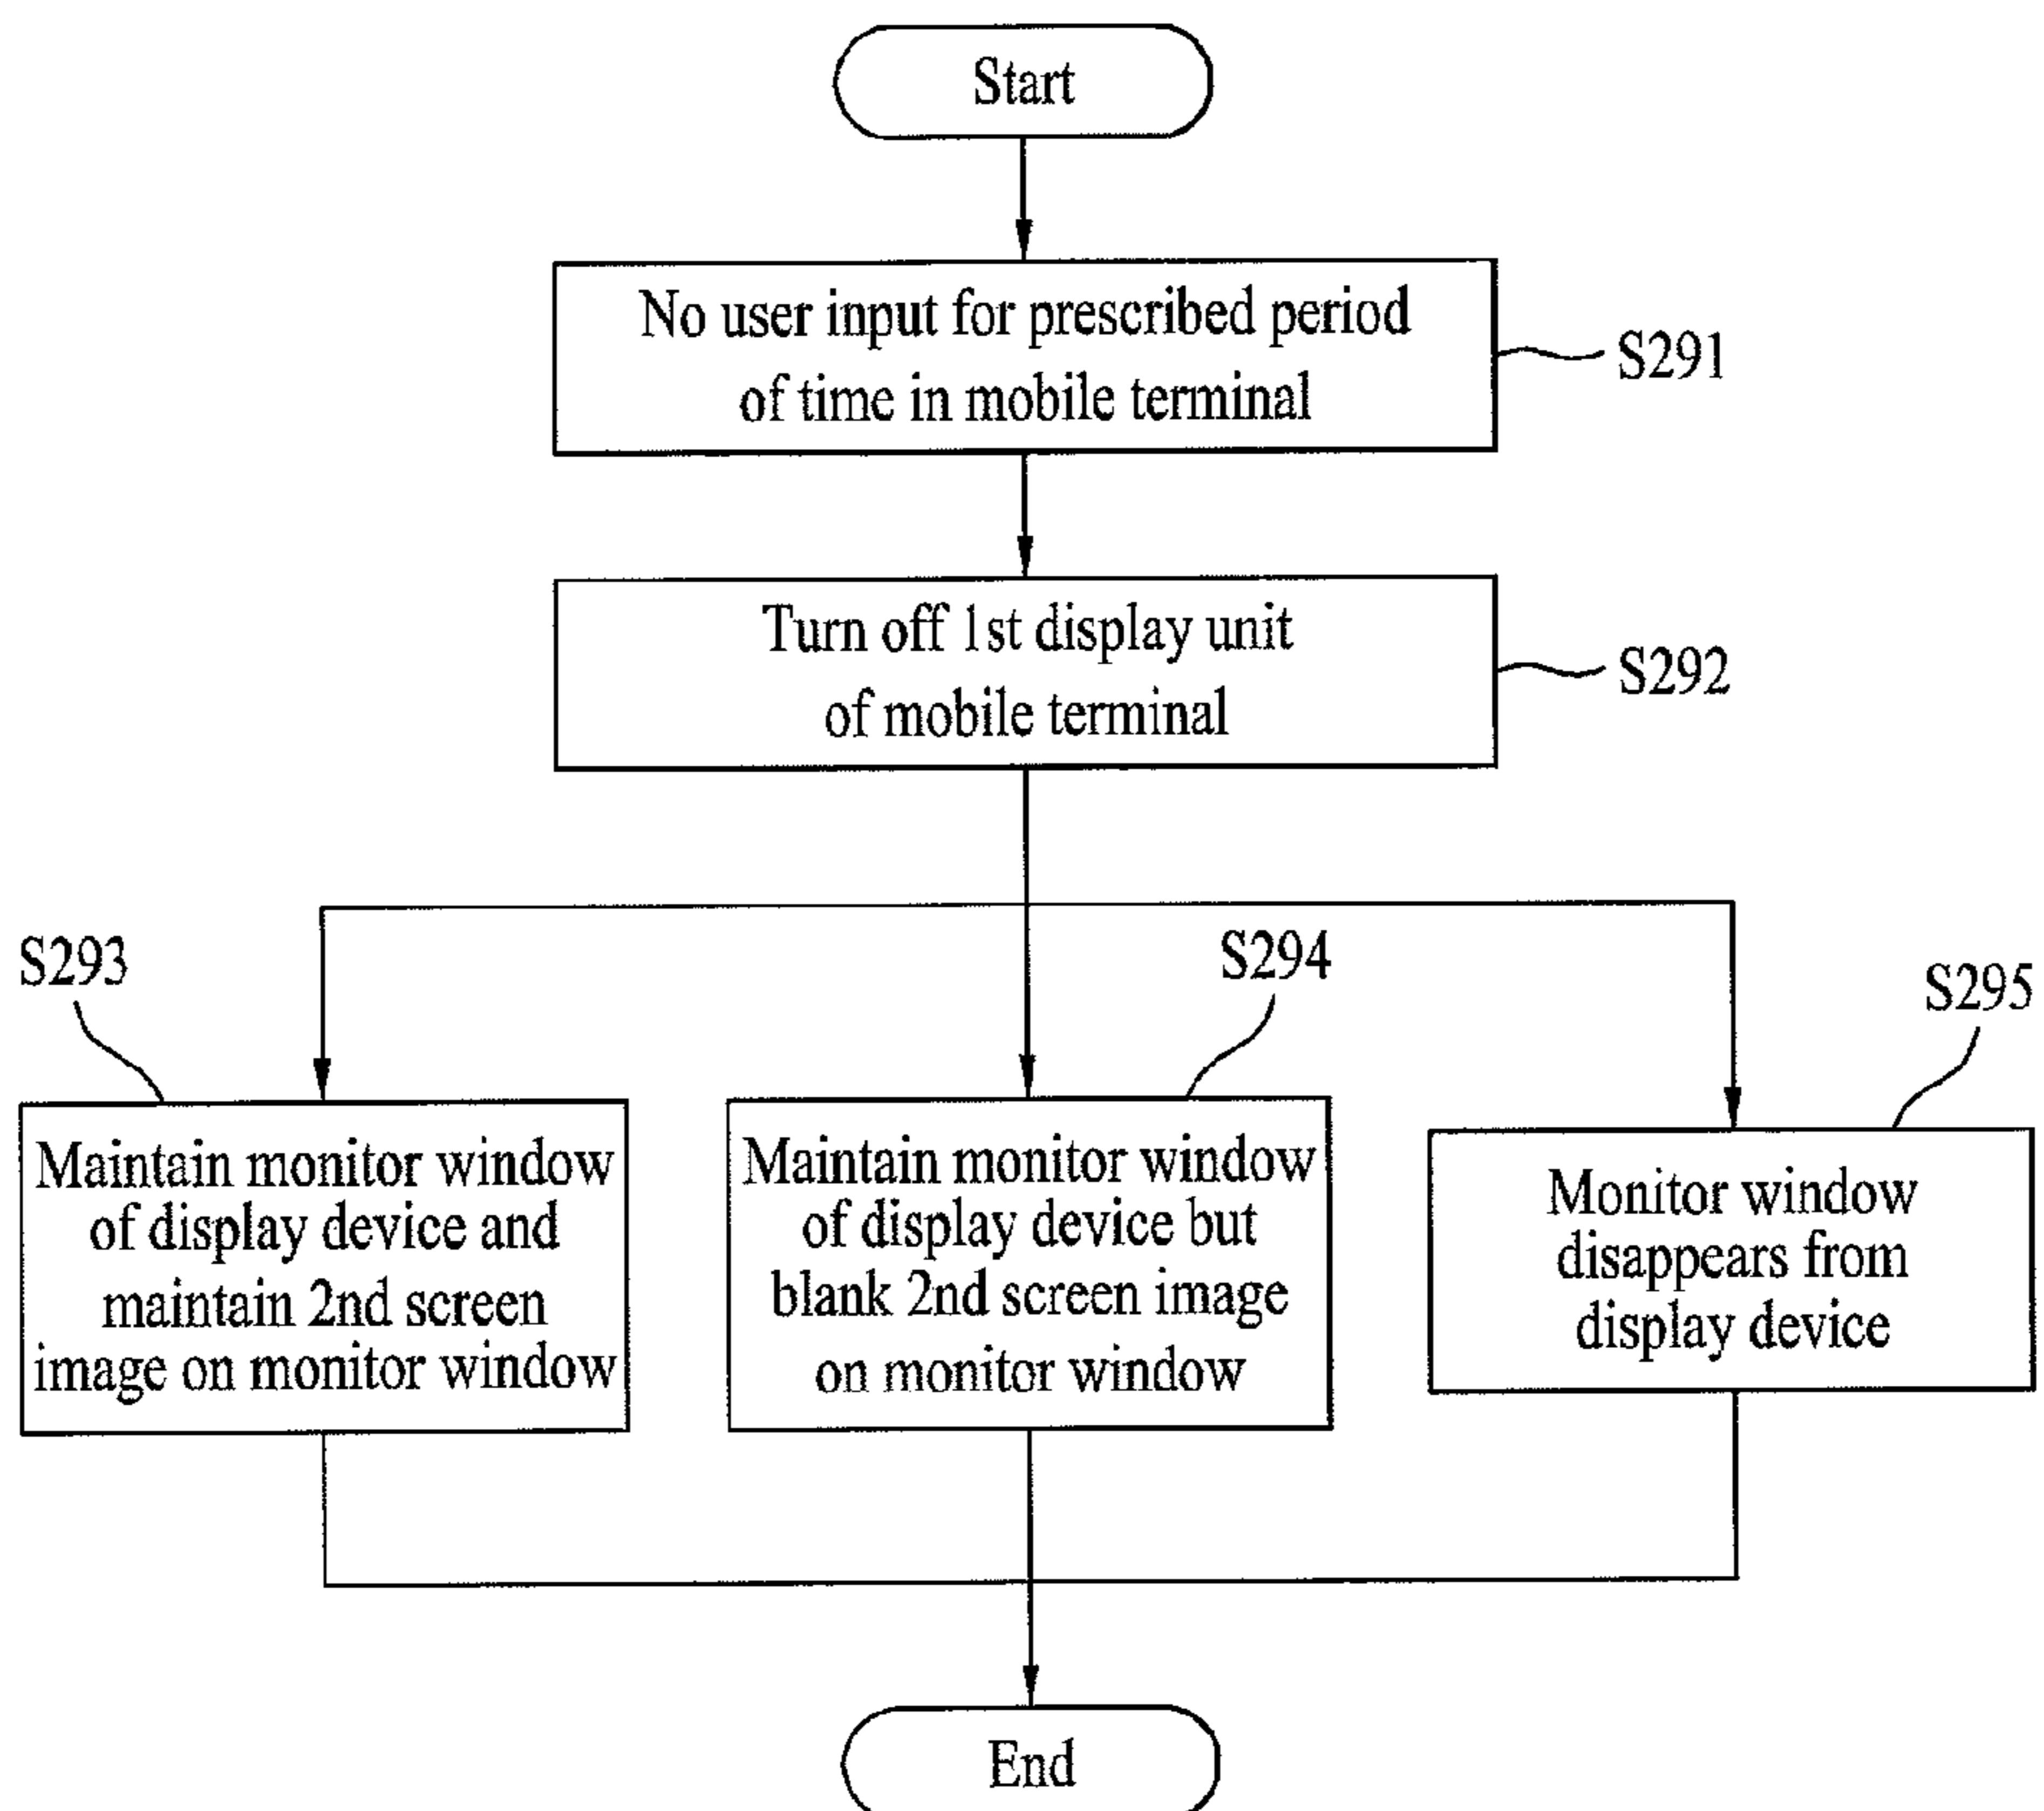 Start
No user input for prescribed period
of time in mobile terminal
S291
Turn off 1st display unit
of mobile terminal
S292
S293
Maintain monitor window
of display device and
maintain 2nd screen
image on monitor window
S294
Maintain monitor window
of display device but
blank 2nd screen image
on monitor window
S295
Monitor window
disappears from
display device
End